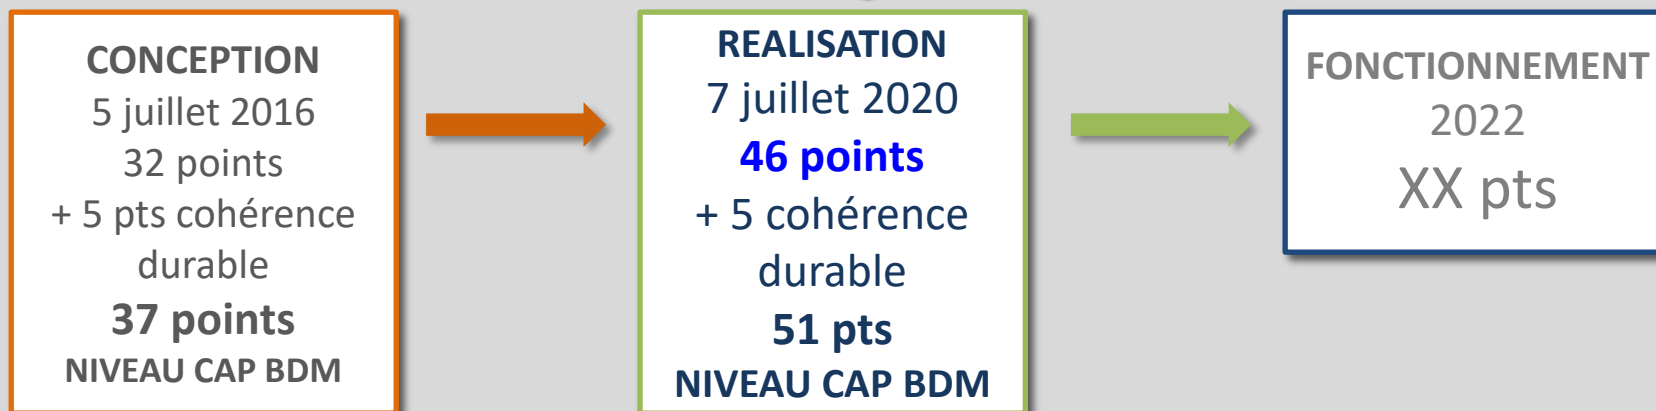 CONCEPTION
5 juillet 2016
32 points
+ 5 pts cohérence
durable
37 points
NIVEAU CAP BDM
REALISATION
7 juillet 2020
46 points
+ 5 cohérence
durable
51 pts
NIVEAU CAP BDM
FONCTIONNEMENT
2022
XX pts